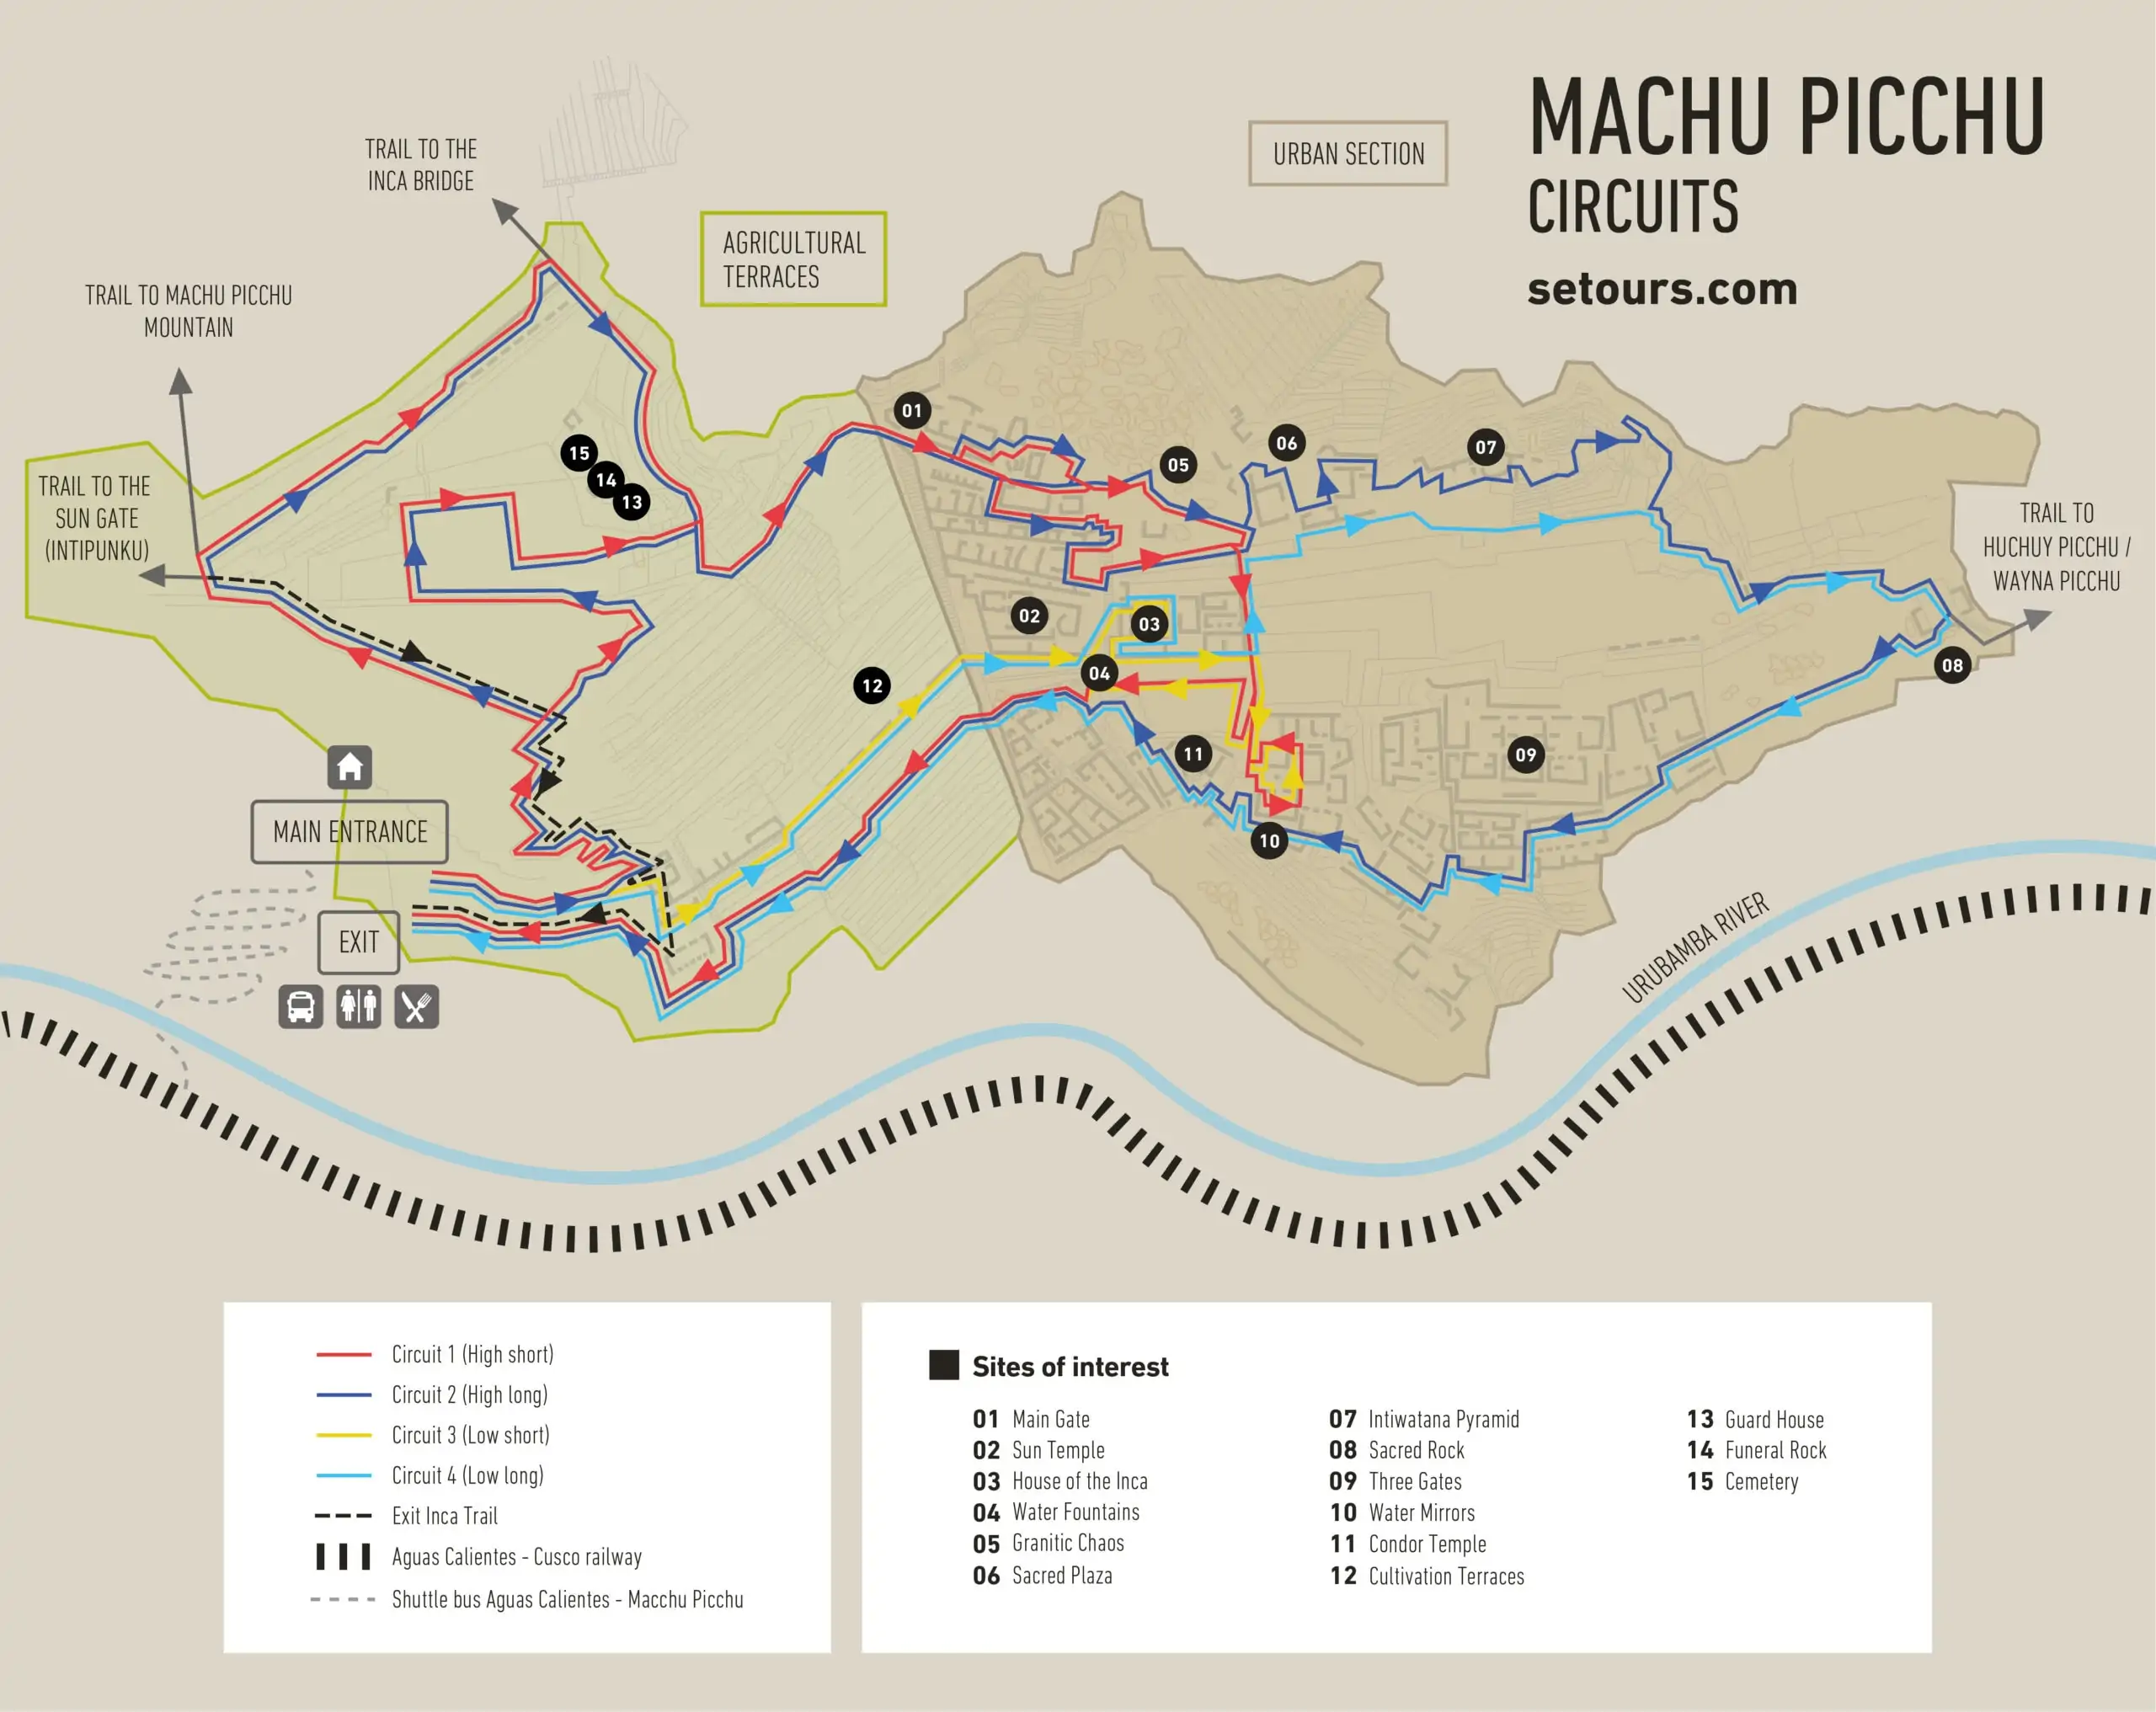 MACHU PICCHU
CIRCUITS
setours.com
URBAN SECTION
AGRICULTURAL
TERRACES
TRAIL TO THE
INCA BRIDGE
TRAIL TO MACHU PICCHU
MOUNTAIN
TRAIL TO THE
SUN GATE
(INTIPUNKU)
TRAIL TO
HUCHUY PICCHU /
WAYNA PICCHU
01
05
06
07
15
14
13
02
03
04
12
08
11
09
10
MAIN ENTRANCE
EXIT
URUBAMBA RIVER
Circuit 1 (High short)
Circuit 2 (High long)
Circuit 3 (Low short)
Circuit 4 (Low long)
Exit Inca Trail
Aguas Calientes - Cusco railway
Shuttle bus Aguas Calientes - Macchu Picchu
Sites of interest
01 Main Gate
02 Sun Temple
03 House of the Inca
04 Water Fountains
05 Granitic Chaos
06 Sacred Plaza
07 Intiwatana Pyramid
08 Sacred Rock
09 Three Gates
10 Water Mirrors
11 Condor Temple
12 Cultivation Terraces
13 Guard House
14 Funeral Rock
15 Cemetery